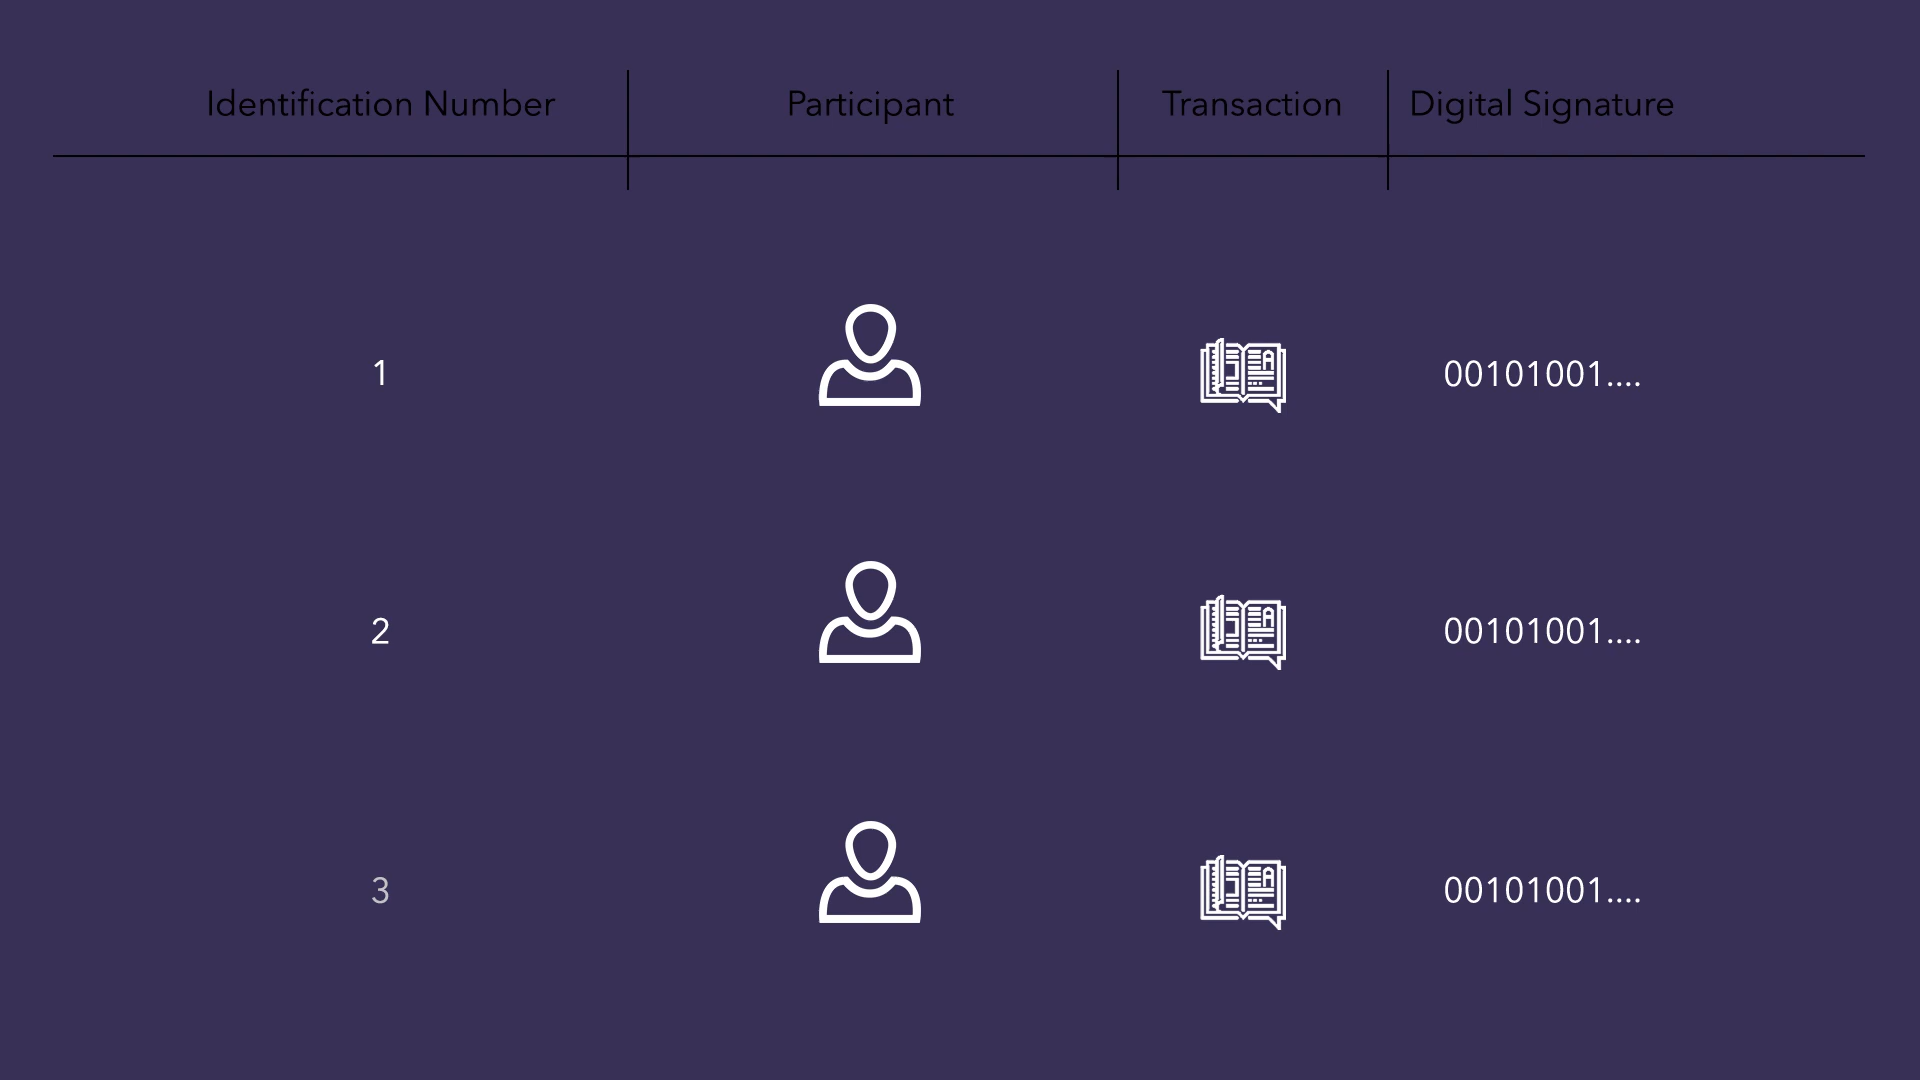 Identification Number Participant Transaction Digital Signature
1 00101001....
2 00101001....
3 00101001....